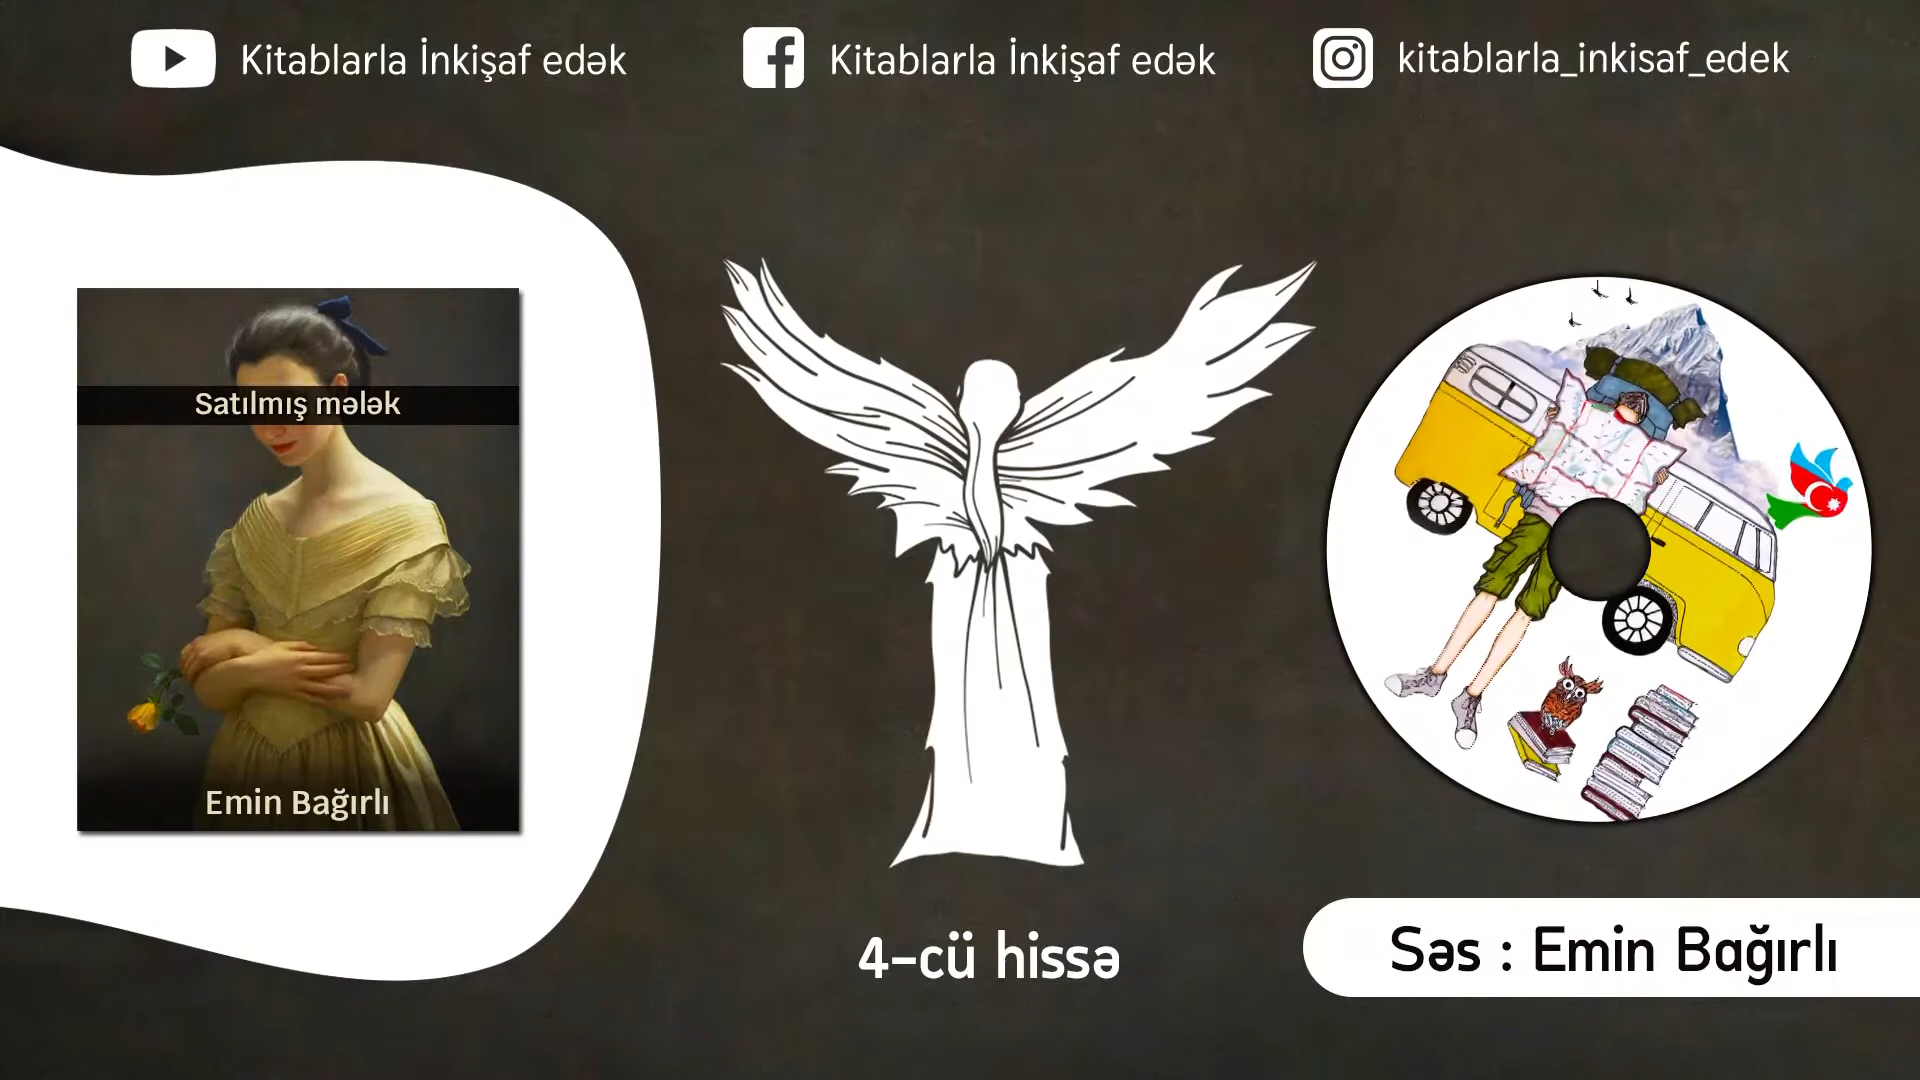 Kitablarla İnkişaf edək
Kitablarla İnkişaf edək
kitablarla_inkisaf_edek
Satılmış mələk
Emin Bağırlı
4-cü hissə
Səs : Emin Bağırlı